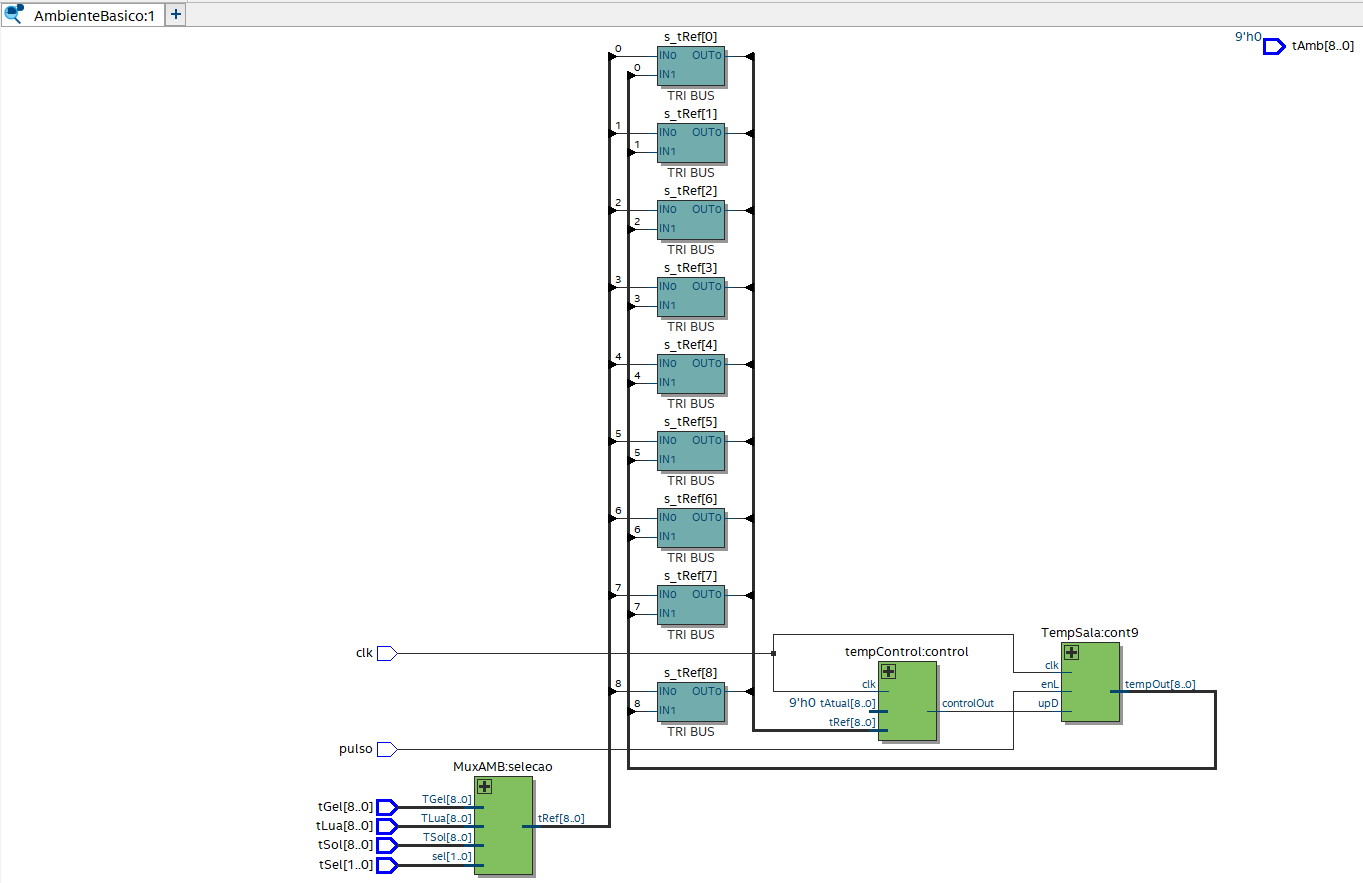 AmbienteBasico:1 +
9'h0 tAmb[8..0]
s_tRef[0]
0 IN0 OUT0
0 IN1
TRI BUS
s_tRef[1]
1 IN0 OUT0
1 IN1
TRI BUS
s_tRef[2]
2 IN0 OUT0
2 IN1
TRI BUS
s_tRef[3]
3 IN0 OUT0
3 IN1
TRI BUS
s_tRef[4]
4 IN0 OUT0
4 IN1
TRI BUS
s_tRef[5]
5 IN0 OUT0
5 IN1
TRI BUS
s_tRef[6]
6 IN0 OUT0
6 IN1
TRI BUS
s_tRef[7]
7 IN0 OUT0
7 IN1
TRI BUS
s_tRef[8]
8 IN0 OUT0
8 IN1
TRI BUS
clk
pulso
tempControl:control
clk
9'h0 tAtual[8..0]
tRef[8..0]
controlOut
TempSala:cont9
clk
enL
upD
tempOut[8..0]
MuxAMB:selecao
tGel[8..0] TGel[8..0]
tLua[8..0] TLua[8..0]
tSol[8..0] TSol[8..0]
tSel[1..0] sel[1..0]
tRef[8..0]